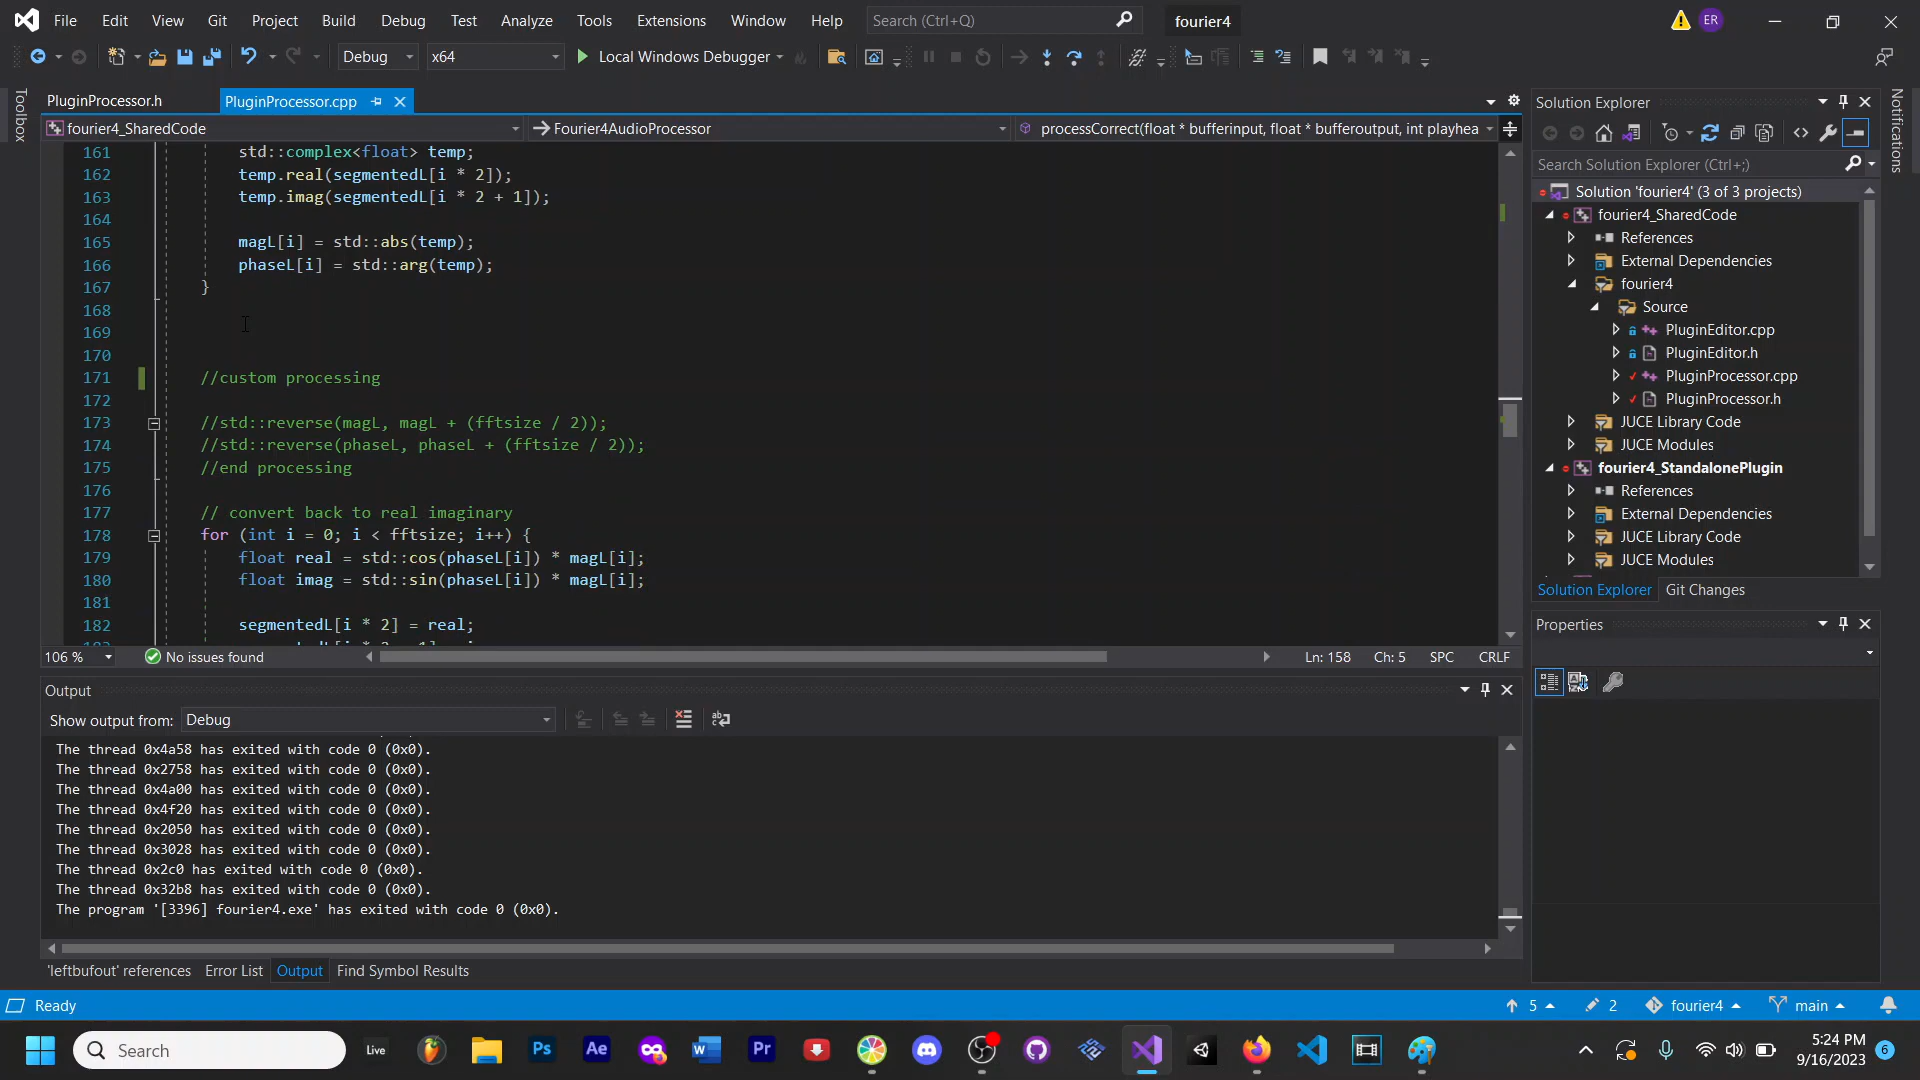 File Edit View Git Project Build Debug Test Analyze Tools Extensions Window Help Search (Ctrl+Q) fourier4 ER
Debug x64 Local Windows Debugger
Toolbox
PluginProcessor.h PluginProcessor.cpp
fourier4_SharedCode Fourier4AudioProcessor processCorrect(float * bufferinput, float * bufferoutput, int playhea
161 std::complex<float> temp;
162 temp.real(segmentedL[i * 2]);
163 temp.imag(segmentedL[i * 2 + 1]);
164
165 magL[i] = std::abs(temp);
166 phaseL[i] = std::arg(temp);
167 }
168
169
170
171 //custom processing
172
173 //std::reverse(magL, magL + (fftsize / 2));
174 //std::reverse(phaseL, phaseL + (fftsize / 2));
175 //end processing
176
177 // convert back to real imaginary
178 for (int i = 0; i < fftsize; i++) {
179 float real = std::cos(phaseL[i]) * magL[i];
180 float imag = std::sin(phaseL[i]) * magL[i];
181
182 segmentedL[i * 2] = real;
106 % No issues found Ln: 158 Ch: 5 SPC CRLF
Output
Show output from: Debug
The thread 0x4a58 has exited with code 0 (0x0).
The thread 0x2758 has exited with code 0 (0x0).
The thread 0x4a00 has exited with code 0 (0x0).
The thread 0x4f20 has exited with code 0 (0x0).
The thread 0x2050 has exited with code 0 (0x0).
The thread 0x3028 has exited with code 0 (0x0).
The thread 0x2c0 has exited with code 0 (0x0).
The thread 0x32b8 has exited with code 0 (0x0).
The program '[3396] fourier4.exe' has exited with code 0 (0x0).
'leftbufout' references Error List Output Find Symbol Results
Solution Explorer
Search Solution Explorer (Ctrl+;)
Solution 'fourier4' (3 of 3 projects)
fourier4_SharedCode
References
External Dependencies
fourier4
Source
PluginEditor.cpp
PluginEditor.h
PluginProcessor.cpp
PluginProcessor.h
JUCE Library Code
JUCE Modules
fourier4_StandalonePlugin
References
External Dependencies
JUCE Library Code
JUCE Modules
Solution Explorer Git Changes
Properties
Notifications
Ready 5 2 fourier4 main
Search Live Ps Ae W Pr
5:24 PM
9/16/2023 6